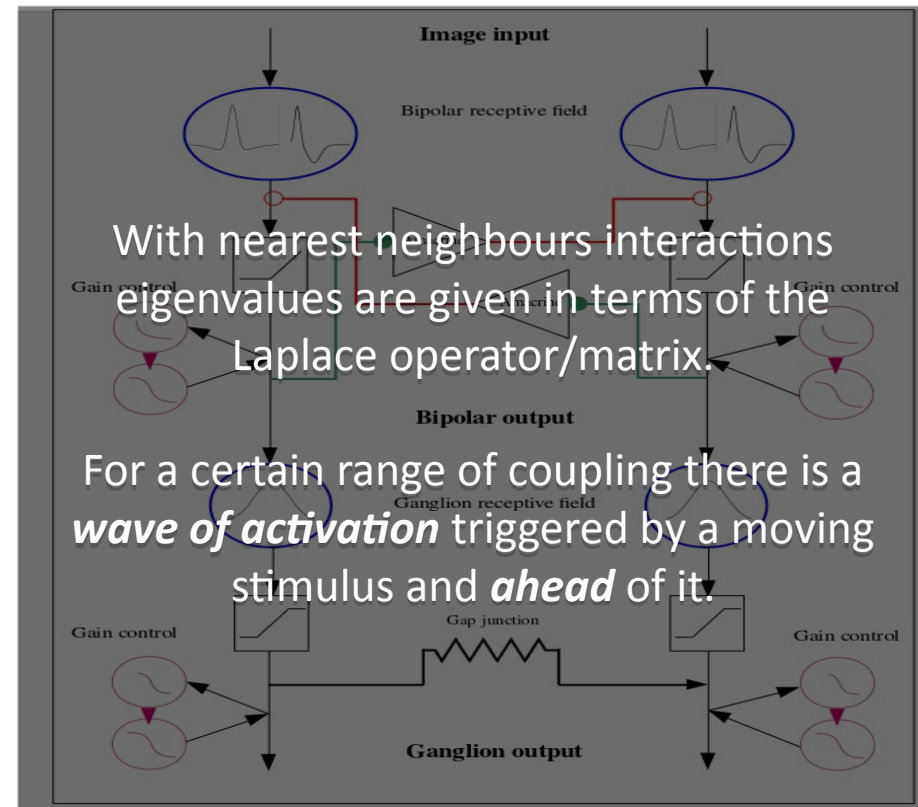 Image input
Bipolar receptive field
With nearest neighbours interactions
Gain control
Gain control
eigenvalues are given in terms of the
Laplace operator/matrix.
Bipolar output
For a certain range of coupling there is a
Ganglion receptive field
wave of activation triggered by a moving
stimulus and ahead of it.
Gap junction
Gain control
Gain control
Ganglion output